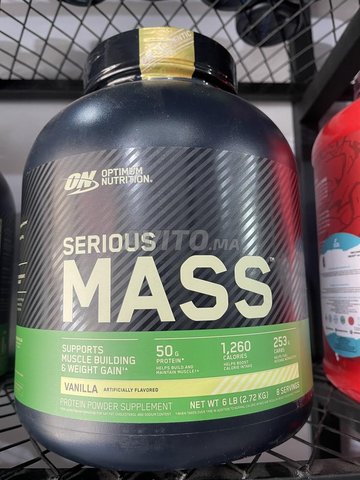 ON OPTIMUM
NUTRITION.
SERIOUS
MASS™
SUPPORTS
MUSCLE BUILDING
& WEIGHT GAIN
50G
PROTEIN*
HELPS BUILD AND
MAINTAIN MUSCLE
1,260
CALORIES
HELPS BOOST
CALORIE INTAKE
253
VANILLA ARTIFICIALLY FLAVORED
PROTEIN POWDER SUPPLEMENT
NET WT 6 LB (2.72 KG) 8 SERVINGS